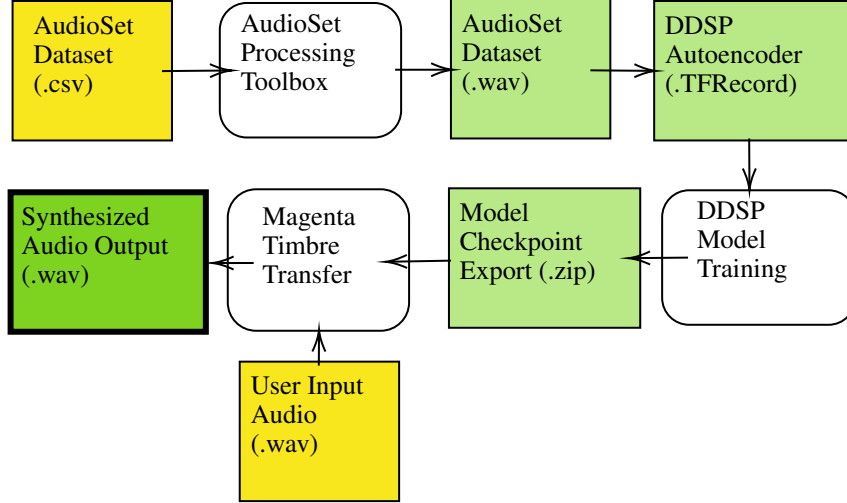 AudioSet
Dataset
(.csv)
AudioSet
Processing
Toolbox
AudioSet
Dataset
(.wav)
DDSP
Autoencoder
(.TFRecord)
Synthesized
Audio Output
(.wav)
Magenta
Timbre
Transfer
Model
Checkpoint
Export (.zip)
DDSP
Model
Training
User Input
Audio
(.wav)